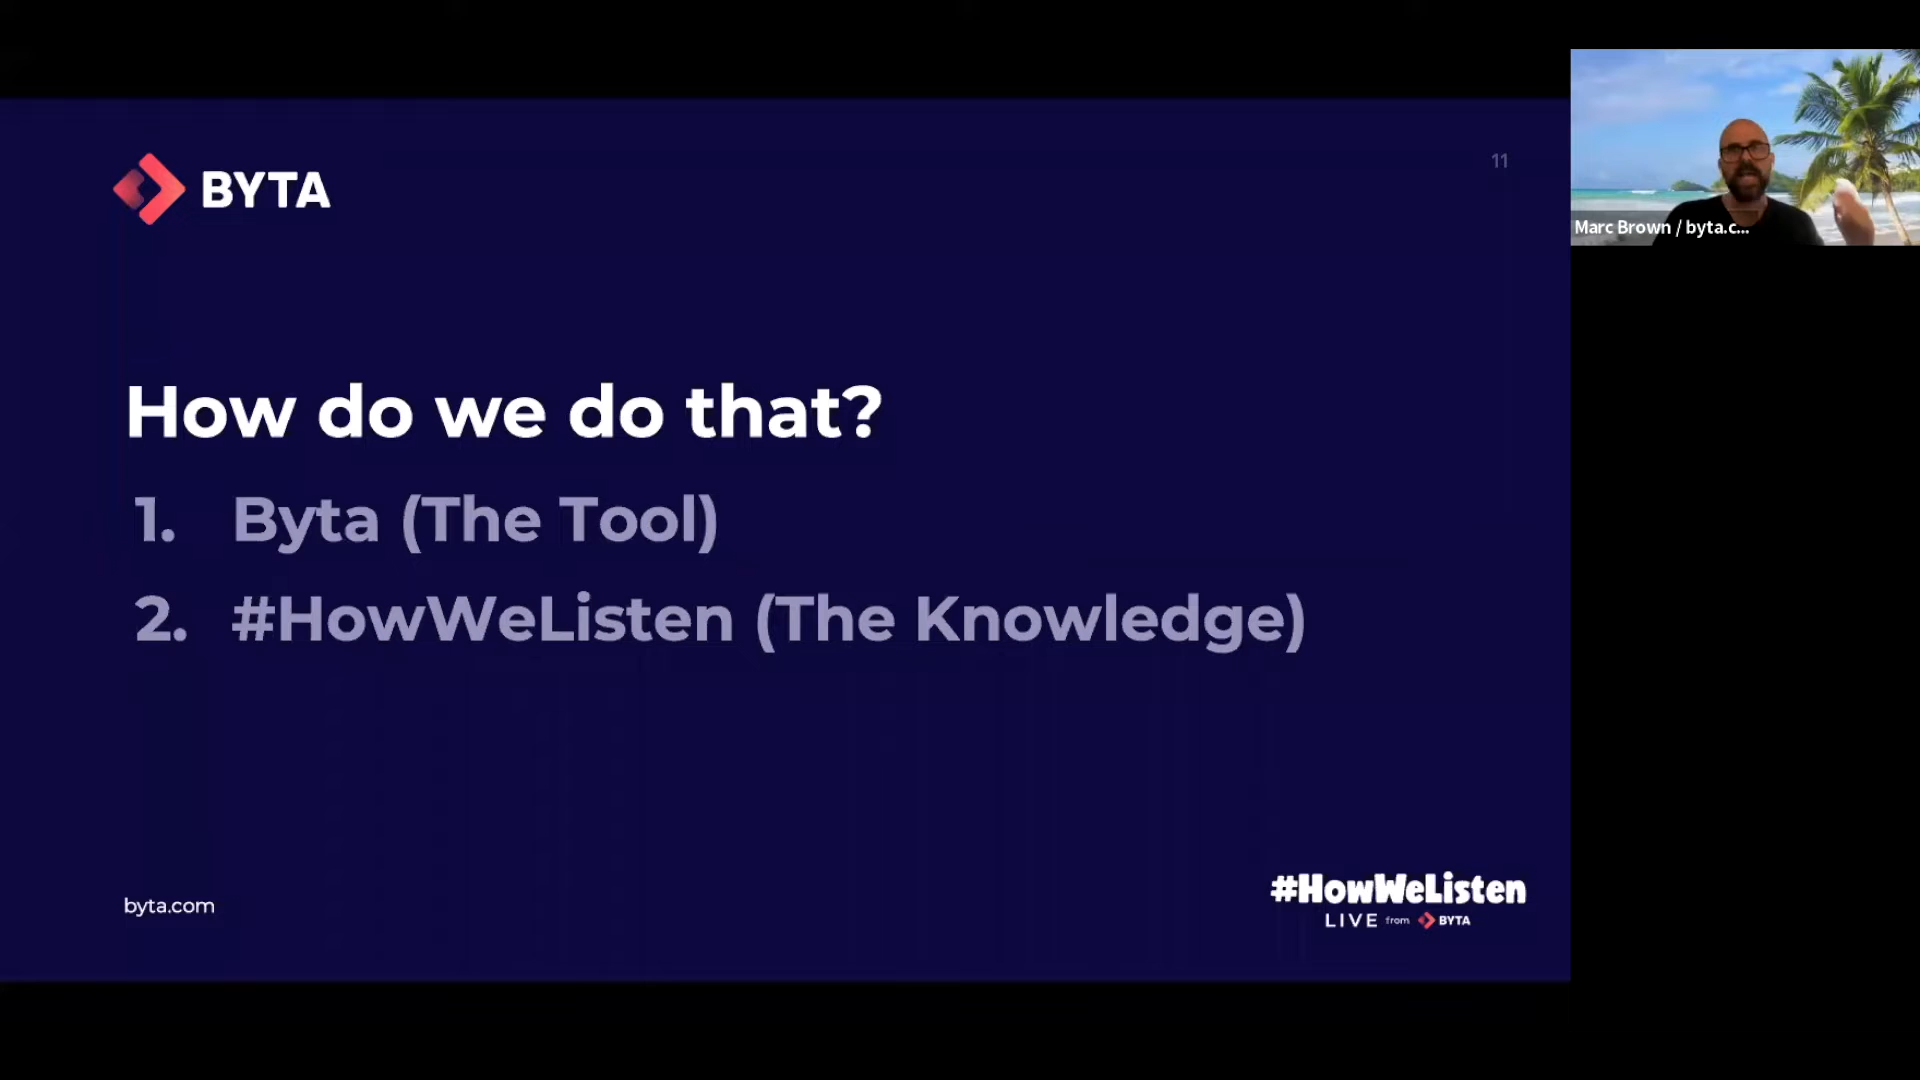 BYTA
11
Marc Brown / byta.c...
How do we do that?
1. Byta (The Tool)
2. #HowWeListen (The Knowledge)
byta.com
#HowWeListen
LIVE from BYTA